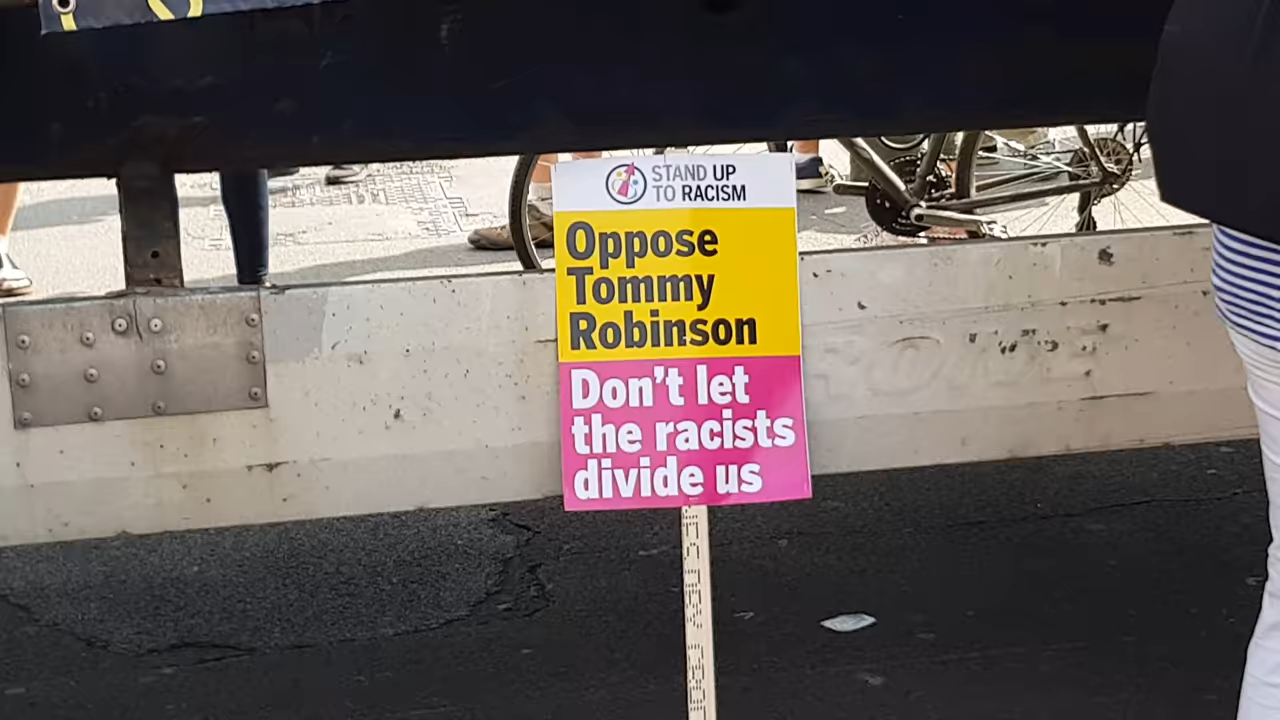 STAND UP
TO RACISM
Oppose
Tommy
Robinson
Don't let
the racists
divide us